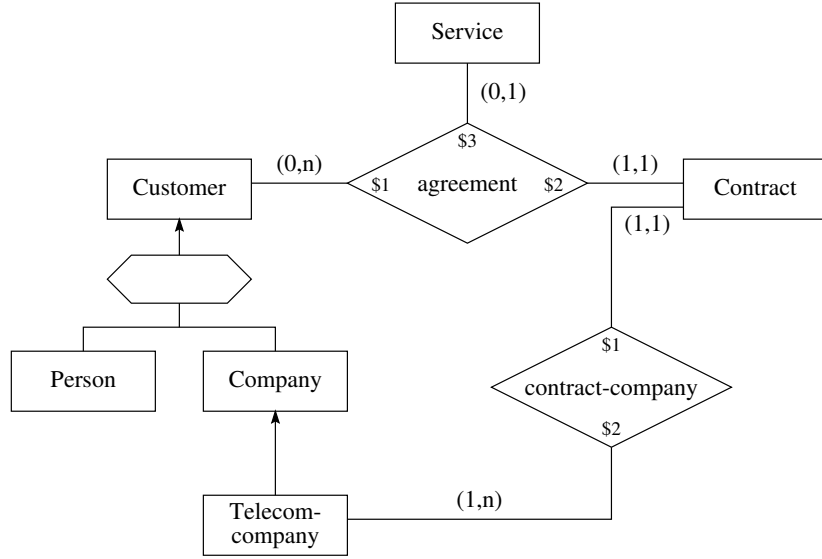 Service
(0,1)
$3
Customer
(0,n)
$1
agreement
$2
(1,1)
Contract
(1,1)
$1
Person
Company
contract-company
$2
Telecom-
company
(1,n)